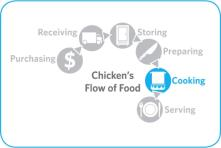 Receiving
Storing
Purchasing
Preparing
$
Chicken's
Flow of Food
Cooking
Serving